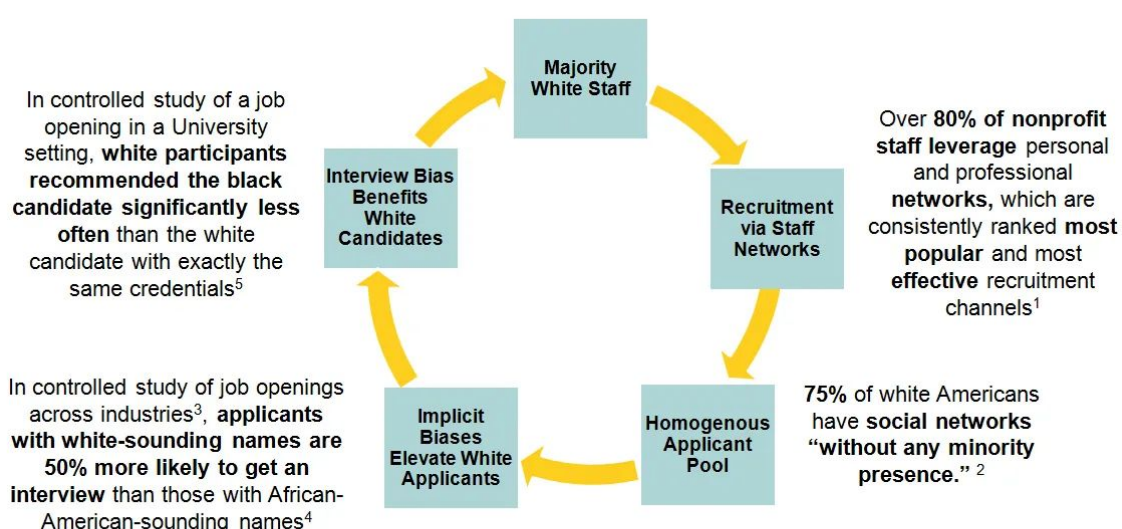 Majority
White Staff
Over 80% of nonprofit
staff leverage personal
and professional
networks, which are
consistently ranked most
popular and most
effective recruitment
channels¹
Recruitment
via Staff
Networks
75% of white Americans
have social networks
“without any minority
presence.” ²
Homogenous
Applicant
Pool
Implicit
Biases
Elevate White
Applicants
In controlled study of job openings
across industries³, applicants
with white-sounding names are
50% more likely to get an
interview than those with African-
American-sounding names⁴
Interview Bias
Benefits
White
Candidates
In controlled study of a job
opening in a University
setting, white participants
recommended the black
candidate significantly less
often than the white
candidate with exactly the
same credentials⁵